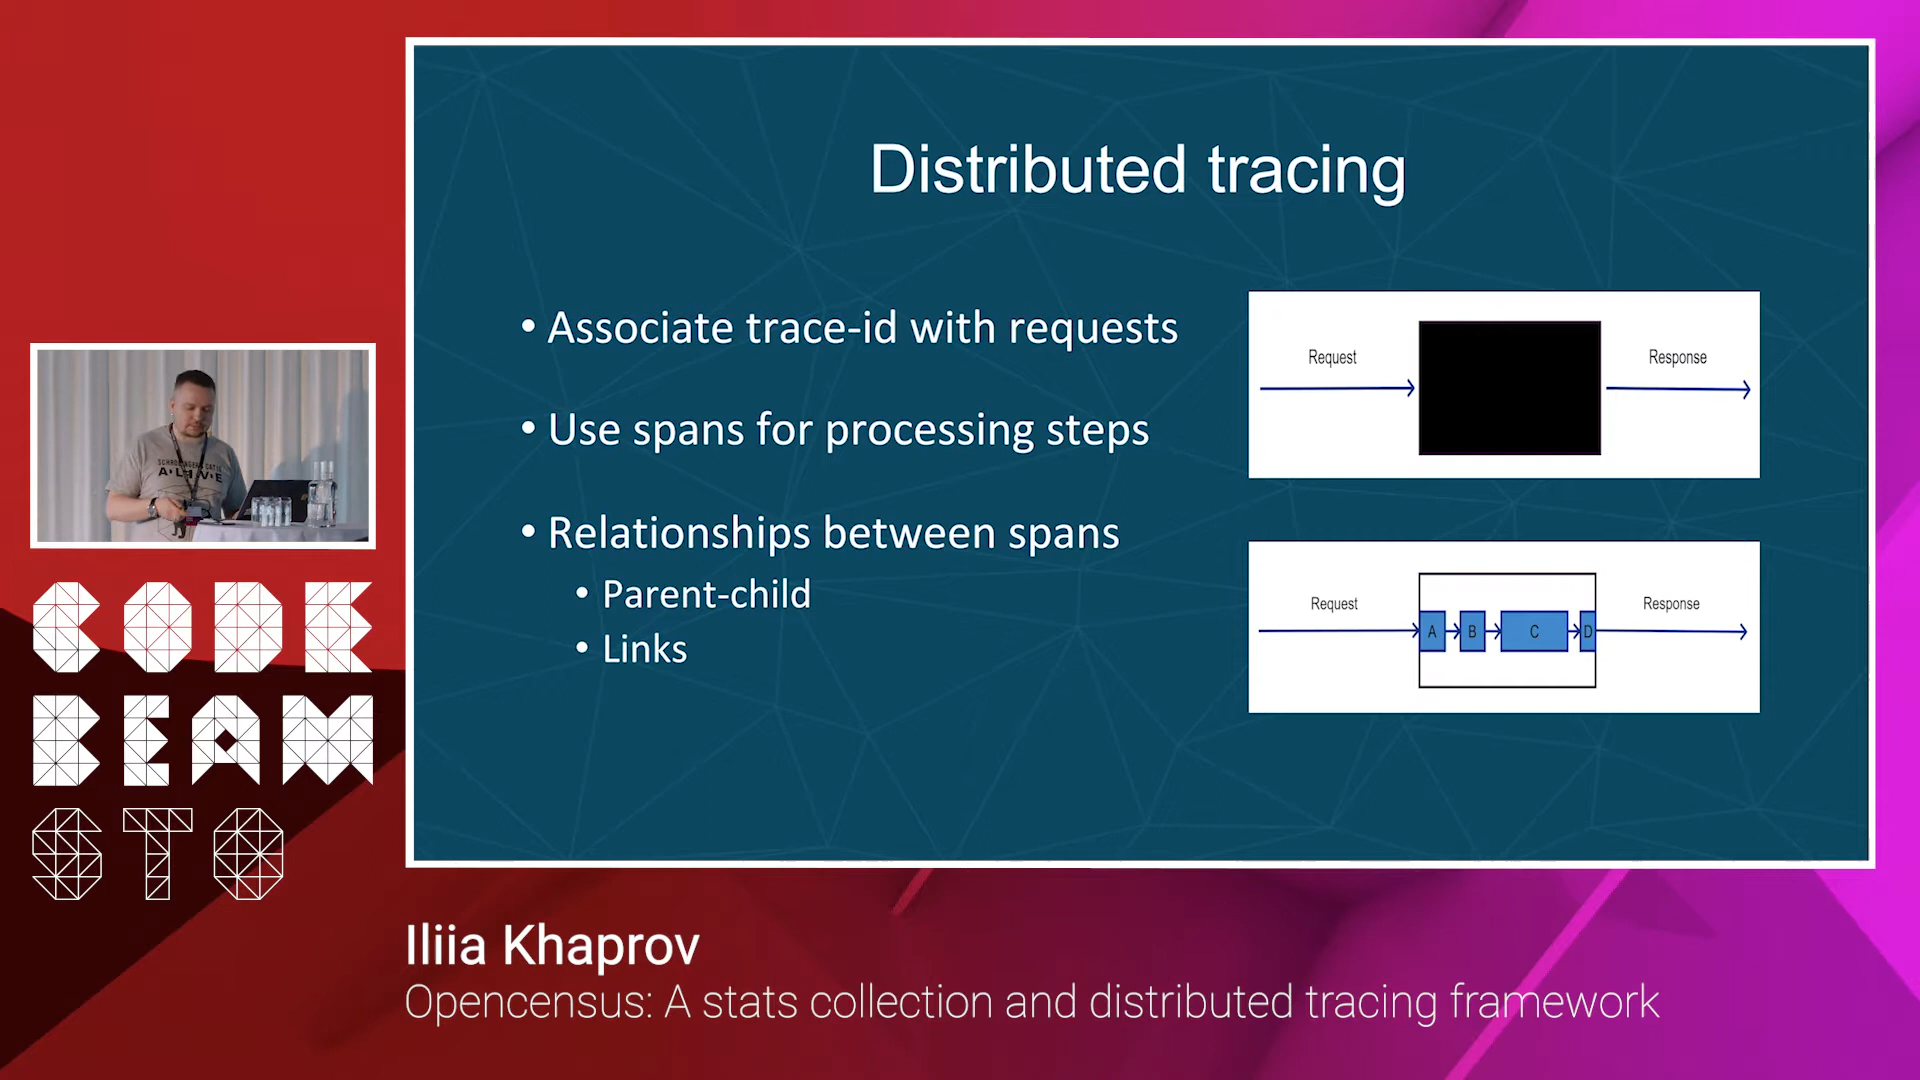 Distributed tracing
• Associate trace-id with requests
• Use spans for processing steps
• Relationships between spans
• Parent-child
• Links
Request
Response
Request
A
B
C
D
Response
A·L·I·V·E
CODE
BEAM
STO
Iliia Khaprov
Opencensus: A stats collection and distributed tracing framework